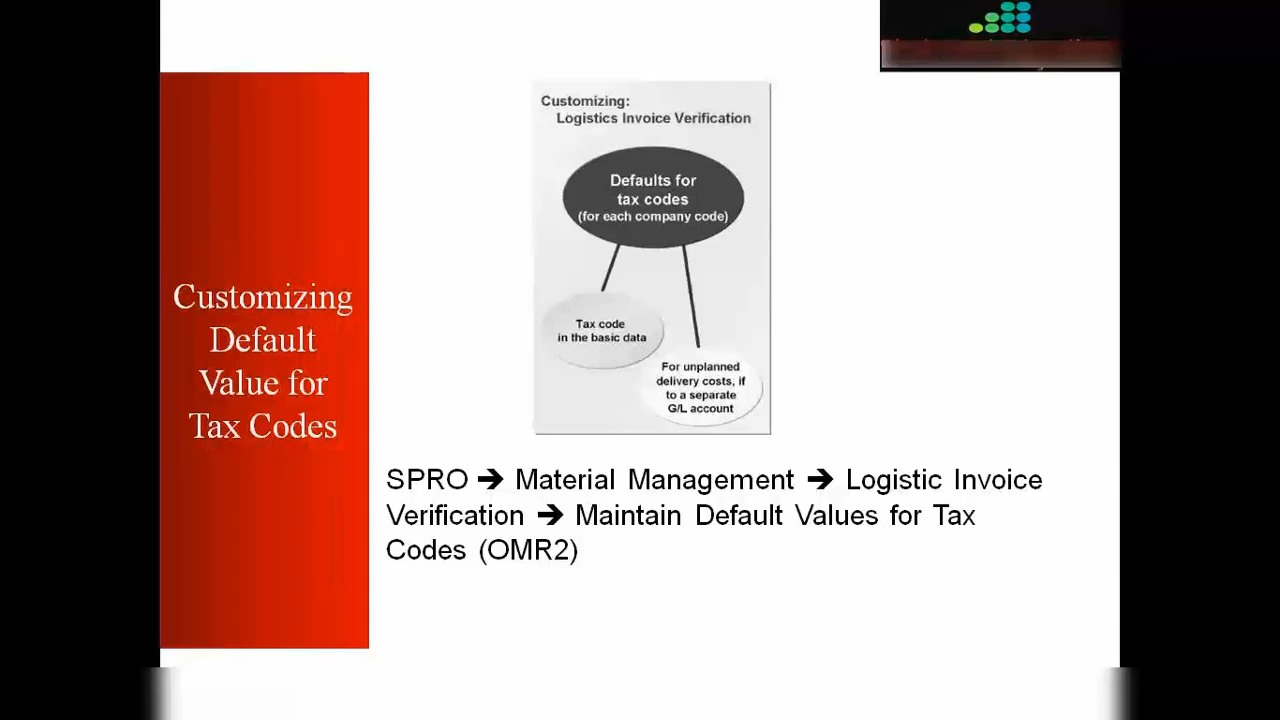 Customizing
Default
Value for
Tax Codes
Customizing:
Logistics Invoice Verification
Defaults for
tax codes
(for each company code)
Tax code
in the basic data
For unplanned
delivery costs, if
to a separate
G/L account
SPRO ➔ Material Management ➔ Logistic Invoice
Verification ➔ Maintain Default Values for Tax
Codes (OMR2)